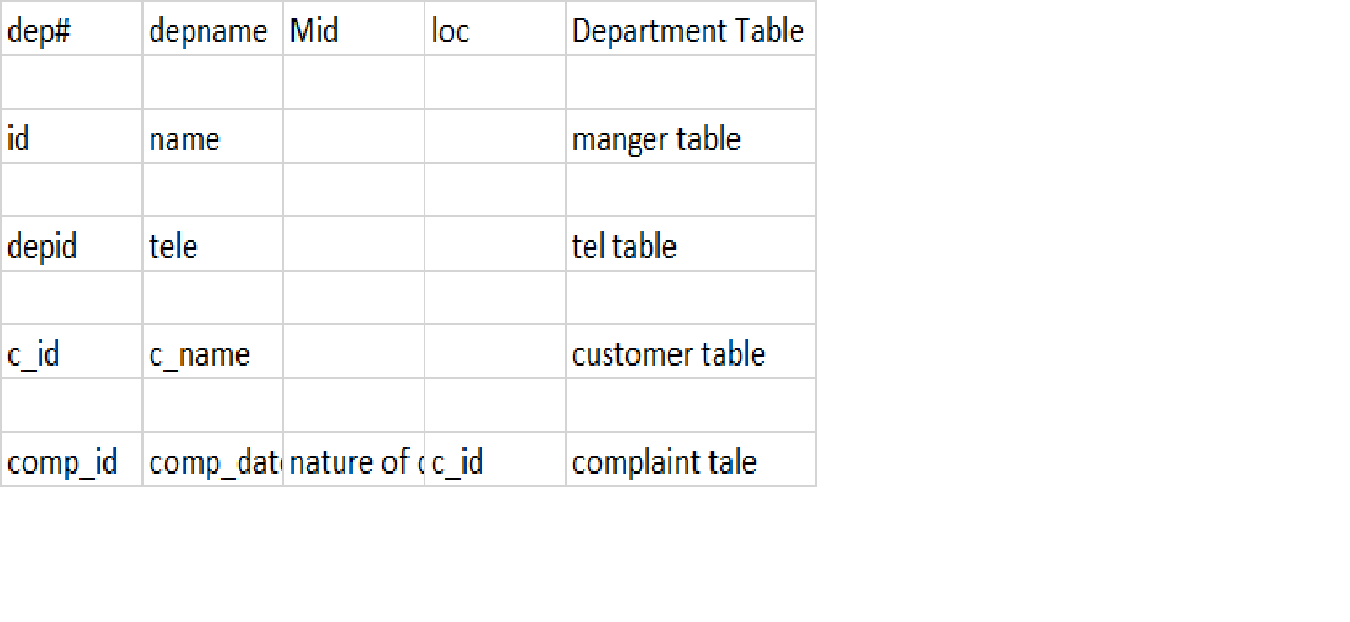 dep# depname Mid loc Department Table
id name manger table
depid tele tel table
c_id c_name customer table
comp_id comp_dat nature of c_id complaint tale